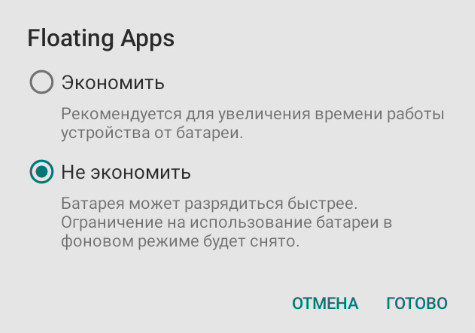 Floating Apps
Экономить
Рекомендуется для увеличения времени работы
устройства от батареи.
Не экономить
Батарея может разрядиться быстрее.
Ограничение на использование батареи в
фоновом режиме будет снято.
ОТМЕНА ГОТОВО